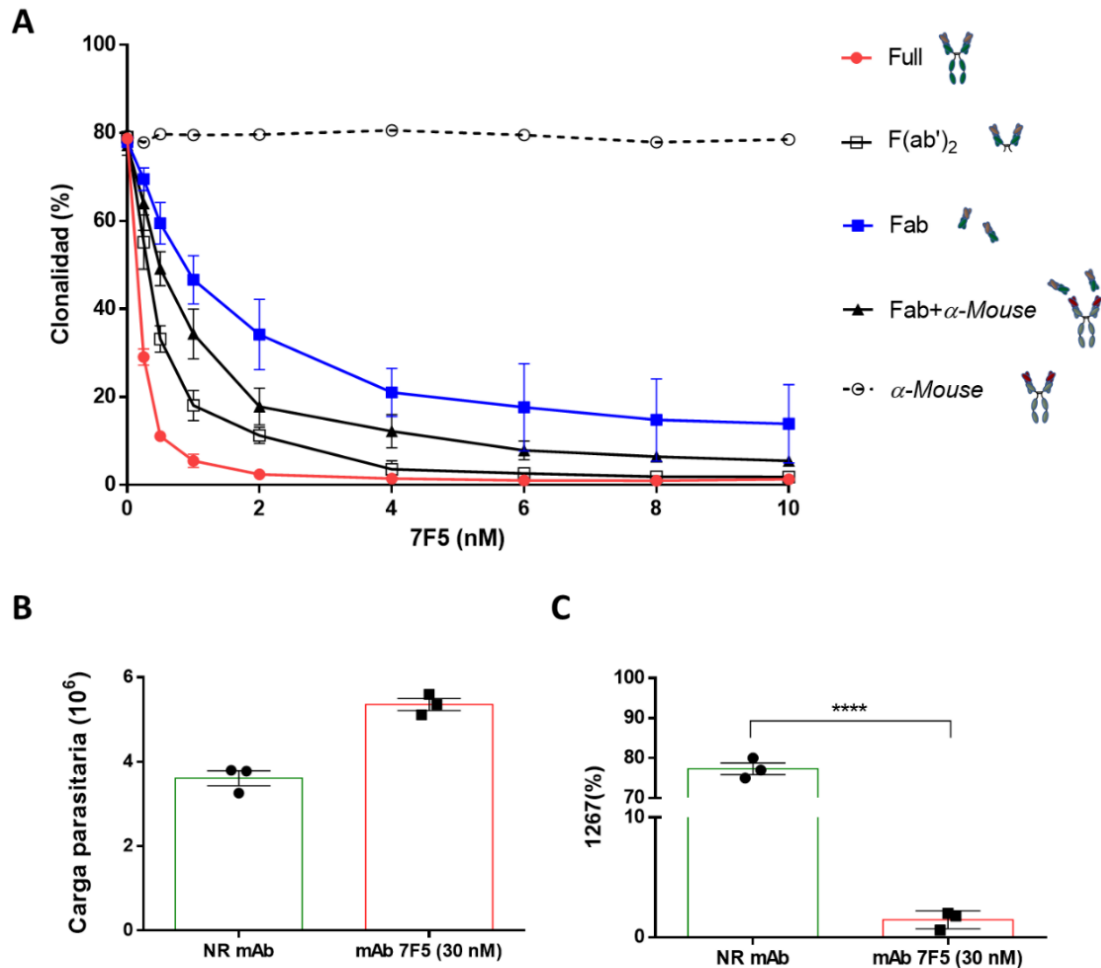 A
100
80
60
40
20
0
Clonalidad (%)
0 2 4 6 8 10
7F5 (nM)
Full
F(ab')₂
Fab
Fab+α-Mouse
α-Mouse
B
6
4
2
0
Carga parasitaria (10⁶)
NR mAb mAb 7F5 (30 nM)
C
100
90
80
70
10
0
1267(%)
****
NR mAb mAb 7F5 (30 nM)